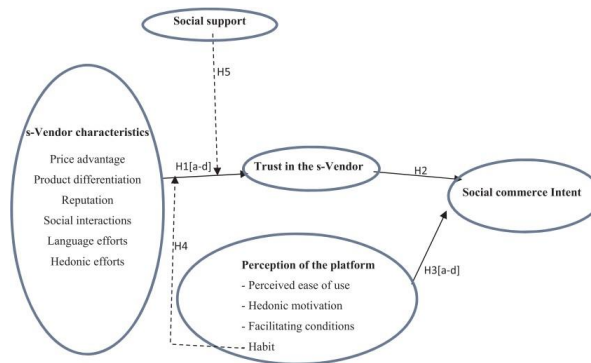 Social support
H5
s-Vendor characteristics
Price advantage
Product differentiation
Reputation
Social interactions
Language efforts
Hedonic efforts
H1[a-d]
Trust in the s-Vendor
H2
Social commerce Intent
H4
Perception of the platform
- Perceived ease of use
- Hedonic motivation
- Facilitating conditions
- Habit
H3[a-d]